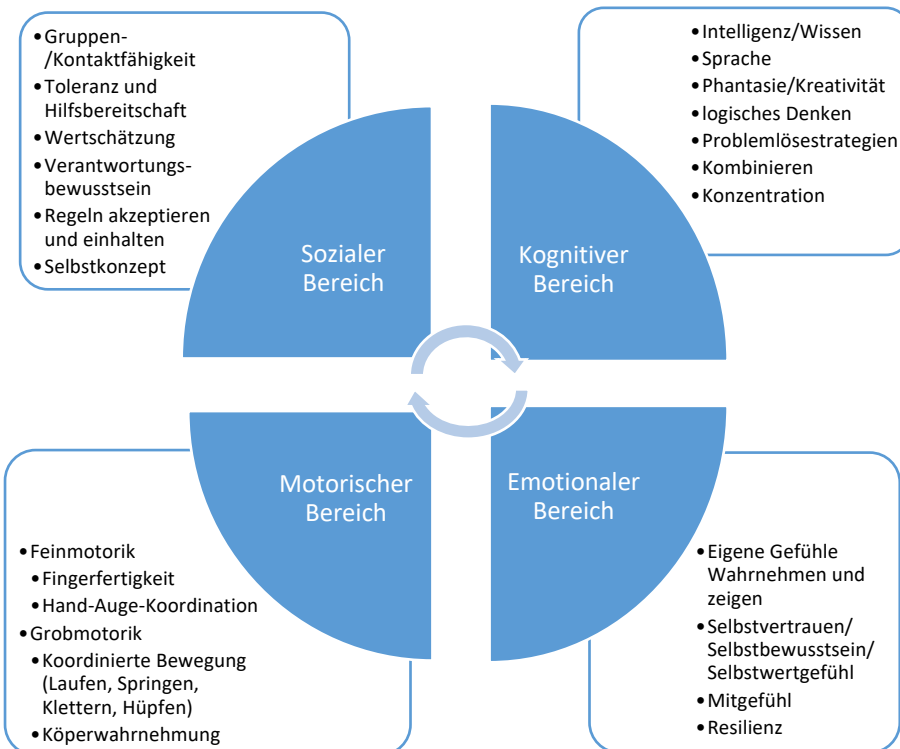 •Gruppen-
/Kontaktfähigkeit
•Toleranz und
Hilfsbereitschaft
•Wertschätzung
•Verantwortungs-
bewusstsein
•Regeln akzeptieren
und einhalten
•Selbstkonzept
•Intelligenz/Wissen
•Sprache
•Phantasie/Kreativität
•logisches Denken
•Problemlösestrategien
•Kombinieren
•Konzentration
Sozialer
Bereich
Kognitiver
Bereich
Motorischer
Bereich
Emotionaler
Bereich
•Feinmotorik
•Fingerfertigkeit
•Hand-Auge-Koordination
•Grobmotorik
•Koordinierte Bewegung
(Laufen, Springen,
Klettern, Hüpfen)
•Köperwahrnehmung
•Eigene Gefühle
Wahrnehmen und
zeigen
•Selbstvertrauen/
Selbstbewusstsein/
Selbstwertgefühl
•Mitgefühl
•Resilienz